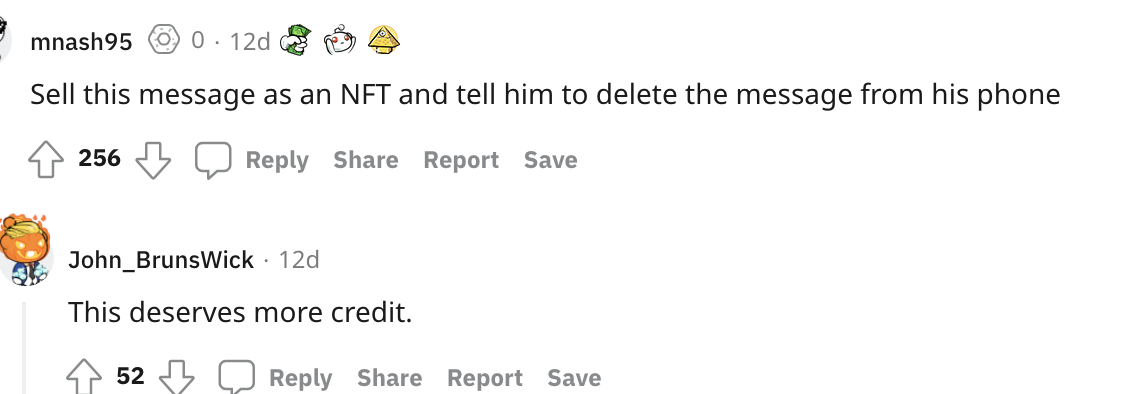 mnash95 0 · 12d
Sell this message as an NFT and tell him to delete the message from his phone
256 Reply Share Report Save
John_BrunsWick · 12d
This deserves more credit.
52 Reply Share Report Save